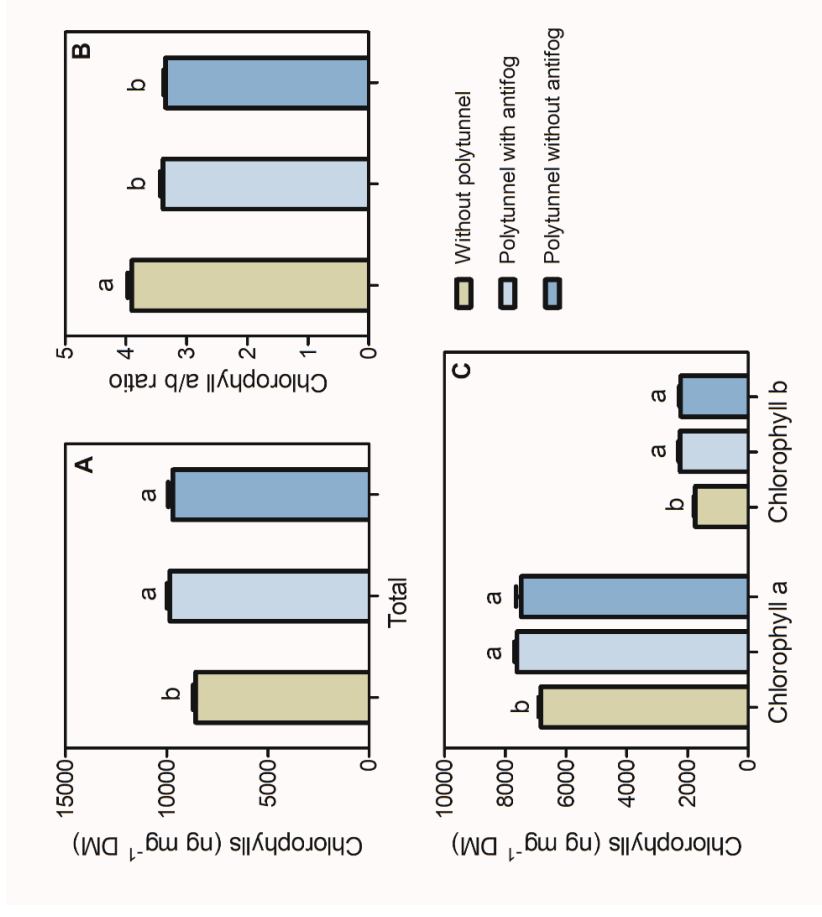 A
Chlorophylls (ng mg⁻¹ DM)
15000
10000
5000
0
b
a
a
Total
B
Chlorophyll a/b ratio
5
4
3
2
1
0
a
b
b
C
Chlorophylls (ng mg⁻¹ DM)
10000
8000
6000
4000
2000
0
b
a
a
b
a
a
Chlorophyll a
Chlorophyll b
Without polytunnel
Polytunnel with antifog
Polytunnel without antifog